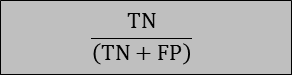 TN
(TN + FP)